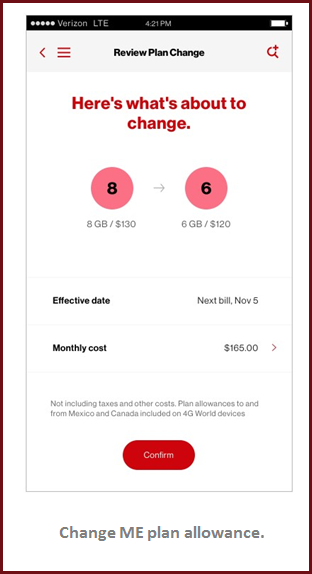 Verizon LTE 4:21 PM
Review Plan Change
Here's what's about to
change.
8 6
8 GB / $130 6 GB / $120
Effective date Next bill, Nov 5
Monthly cost $165.00
Not including taxes and other costs. Plan allowances to and
from Mexico and Canada included on 4G World devices
Confirm
Change ME plan allowance.